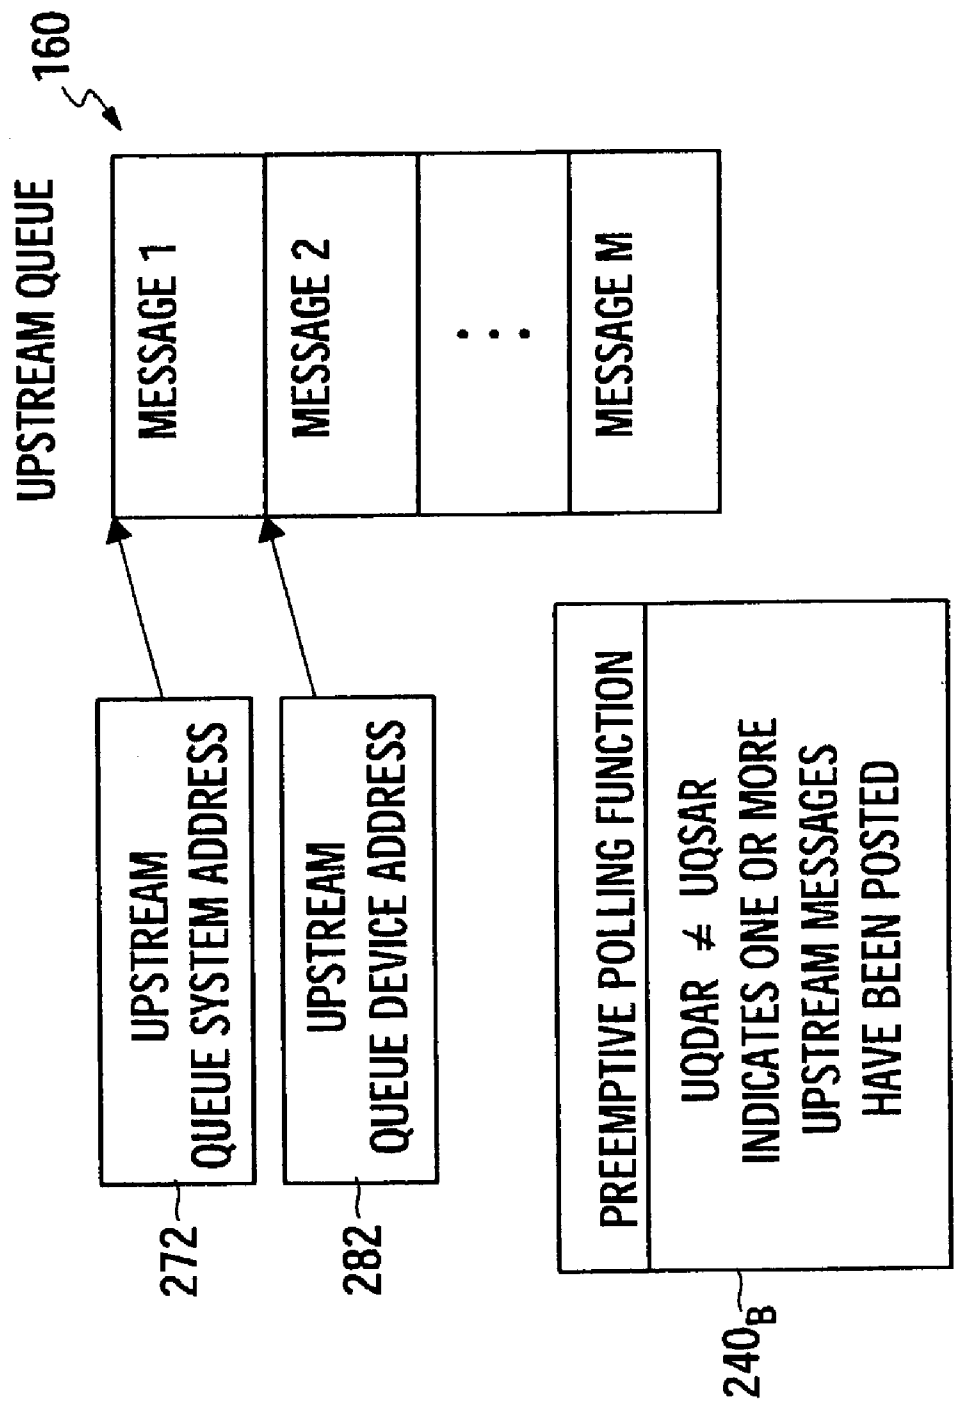 UPSTREAM QUEUE
160
MESSAGE 1
MESSAGE 2
. . .
MESSAGE M
UPSTREAM
QUEUE SYSTEM ADDRESS
272
UPSTREAM
QUEUE DEVICE ADDRESS
282
PREEMPTIVE POLLING FUNCTION
UQDAR ≠ UQSAR
INDICATES ONE OR MORE
UPSTREAM MESSAGES
HAVE BEEN POSTED
240B